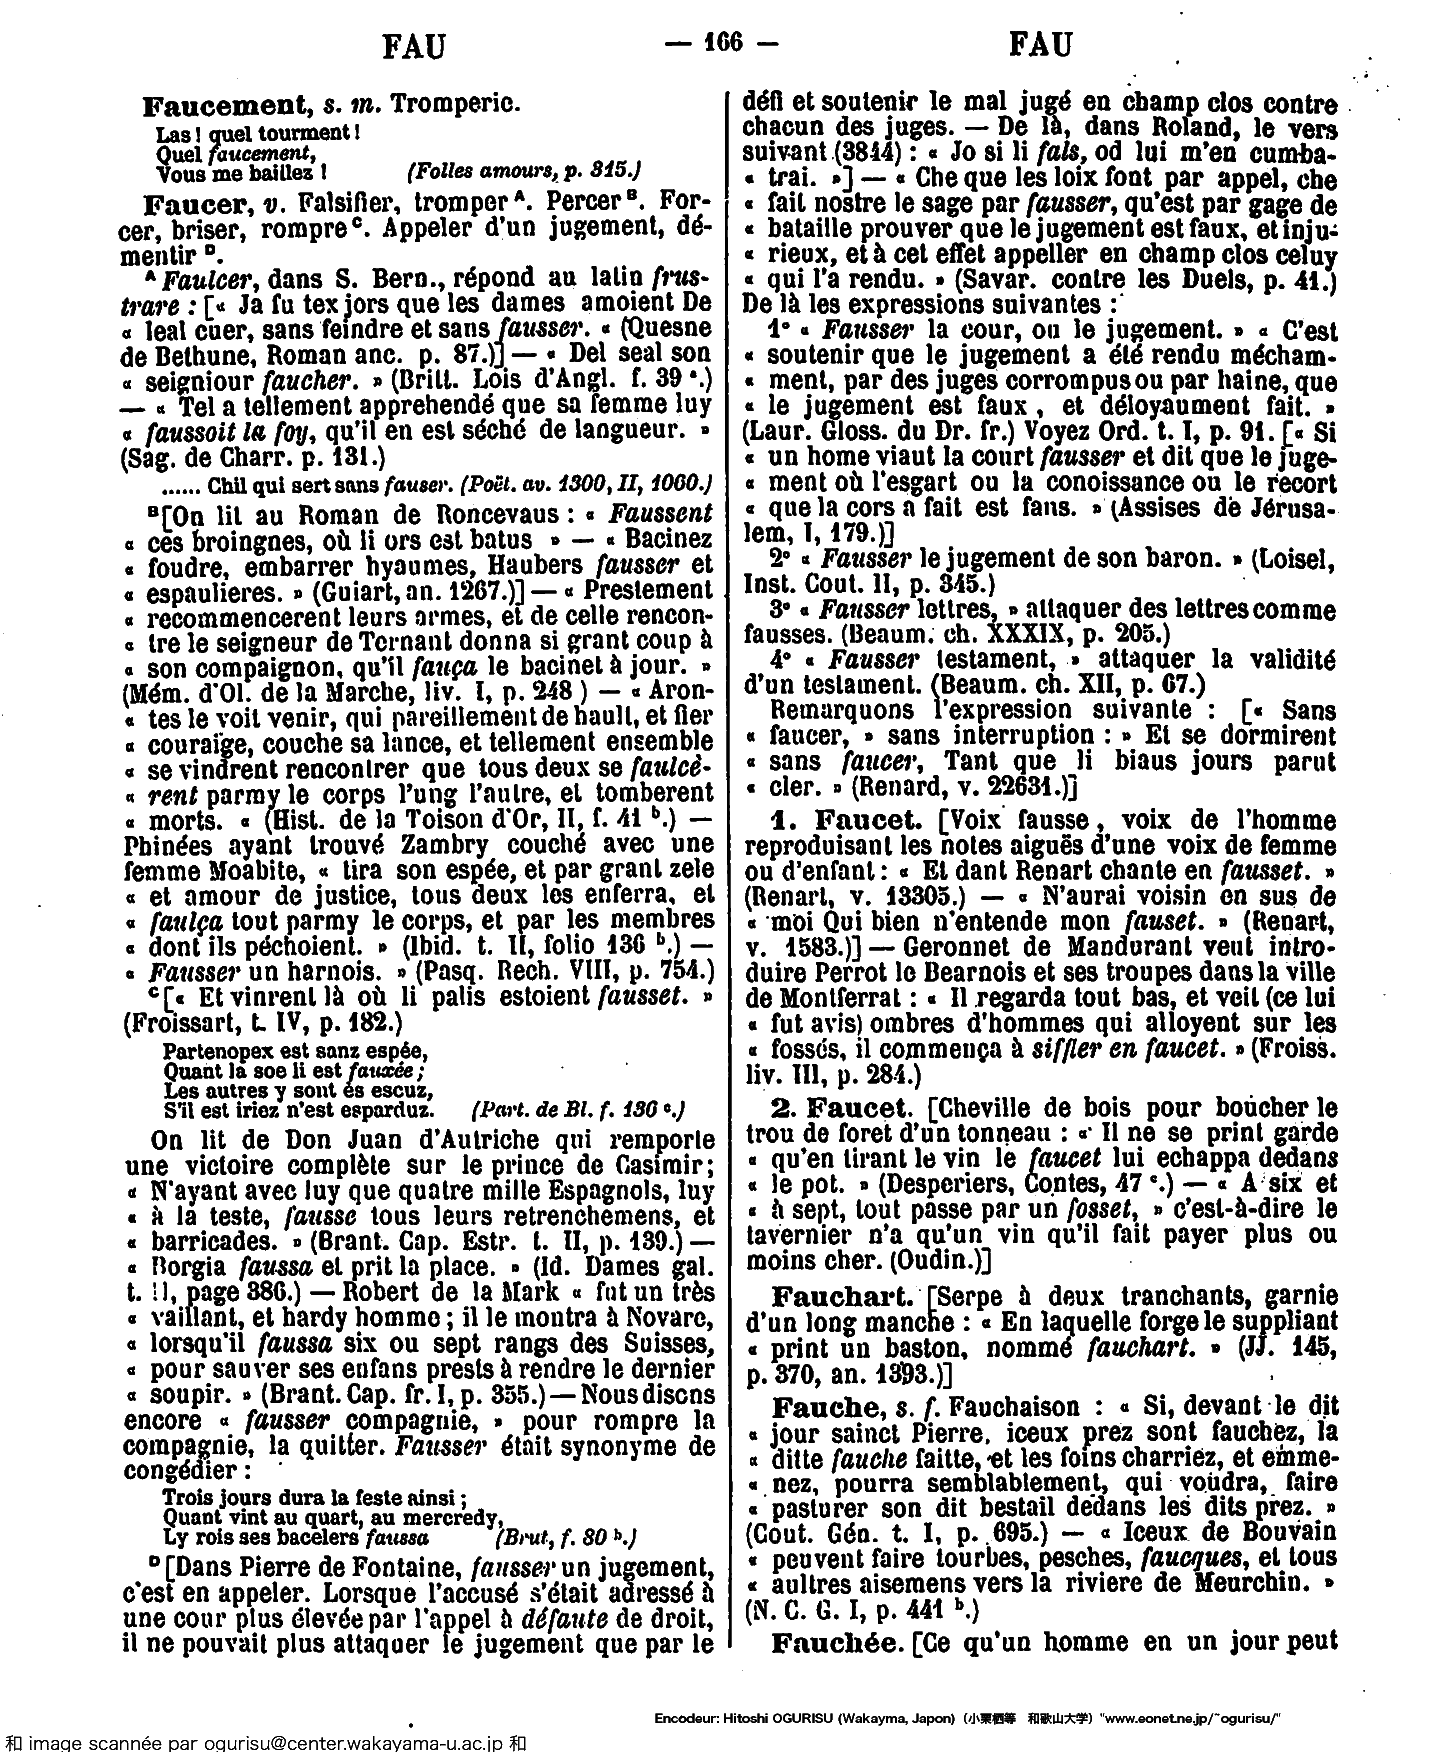 FAU — 166 — FAU
Faucement, s. m. Tromperie.
Las ! quel tourment !
Quel faucement,
Vous me baillez ! (Folles amours, p. 315.)
Faucer, v. Falsifier, tromper A. Percer B. For-
cer, briser, rompre C. Appeler d'un jugement, dé-
mentir D.
A Faulcer, dans S. Bern., répond au latin frus-
trare : [« Ja fu tex jors que les dames amoient De
« leal cuer, sans feindre et sans fausser. « (Quesne
de Bethune, Roman anc. p. 87.)] — « Del seal son
« seigniour faucher. » (Britt. Lois d'Angl. f. 39 a.)
— « Tel a tellement apprehendé que sa femme luy
« faussoit la foy, qu'il en est séché de langueur. »
(Sag. de Charr. p. 131.)
...... Chil qui sert sans fauser. (Poët. av. 1300, II, 1060.)
B [On lit au Roman de Roncevaus : « Faussent
« ces broingnes, où li ors est batus » — « Bacinez
« foudre, embarrer hyaumes, Haubers fausser et
« espaulieres. » (Guiart, an. 1267.)] — « Prestement
« recommencerent leurs armes, et de celle rencon-
« tre le seigneur de Ternant donna si grant coup à
« son compaignon, qu'il fauça le bacinet à jour. »
(Mém. d'Ol. de la Marche, liv. I, p. 248 ) — « Aron-
« tes le voit venir, qui pareillement de hault, et fier
« couraige, couche sa lance, et tellement ensemble
« se vindrent rencontrer que tous deux se faulcè-
« rent parmy le corps l'ung l'autre, et tomberent
« morts. « (Hist. de la Toison d'Or, II, f. 41 b.) —
Phinées ayant trouvé Zambry couché avec une
femme Moabite, « tira son espée, et par grant zele
« et amour de justice, tous deux les enferra, et
« faulça tout parmy le corps, et par les membres
« dont ils péchoient. » (Ibid. t. II, folio 136 b.) —
« Fausser un harnois. » (Pasq. Rech. VIII, p. 754.)
C [« Et vinrent là où li palis estoient fausset. »
(Froissart, t. IV, p. 182.)
Partenopex est sanz espée,
Quant la soe li est fauxée ;
Les autres y sont ès escuz,
S'il est iriez n'est esparduz. (Part. de Bl. f. 136 c.)
On lit de Don Juan d'Autriche qui remporte
une victoire complète sur le prince de Casimir ;
« N'ayant avec luy que quatre mille Espagnols, luy
« à la teste, fausse tous leurs retrenchemens, et
« barricades. » (Brant. Cap. Estr. t. II, p. 139.) —
« Borgia faussa et prit la place. » (Id. Dames gal.
t. II, page 386.) — Robert de la Mark « fut un très
« vaillant, et hardy homme ; il le montra à Novare,
« lorsqu'il faussa six ou sept rangs des Suisses,
« pour sauver ses enfans prests à rendre le dernier
« soupir. » (Brant. Cap. fr. I, p. 355.) — Nous disons
encore « fausser compagnie, » pour rompre la
compagnie, la quitter. Fausser était synonyme de
congédier :
Trois jours dura la feste ainsi ;
Quant vint au quart, au mercredy,
Ly rois ses bacelers faussa (Brut, f. 80 b.)
D [Dans Pierre de Fontaine, fausser un jugement,
c'est en appeler. Lorsque l'accusé s'était adressé à
une cour plus élevée par l'appel à défaute de droit,
il ne pouvait plus attaquer le jugement que par le
défi et soutenir le mal jugé en champ clos contre
chacun des juges. — De là, dans Roland, le vers
suivant (3844) : « Jo si li fals, od lui m'en cumba-
« trai. »] — « Che que les loix font par appel, che
« fait nostre le sage par fausser, qu'est par gage de
« bataille prouver que le jugement est faux, et inju-
« rieux, et à cet effet appeller en champ clos celuy
« qui l'a rendu. » (Savar. contre les Duels, p. 41.)
De là les expressions suivantes :
1° « Fausser la cour, ou le jugement. » « C'est
« soutenir que le jugement a été rendu mécham-
« ment, par des juges corrompus ou par haine, que
« le jugement est faux, et déloyaument fait. »
(Laur. Gloss. du Dr. fr.) Voyez Ord. t. I, p. 91. [« Si
« un home viaut la court fausser et dit que le juge-
« ment où l'esgart ou la conoissance ou le recort
« que la cors a fait est faus. » (Assises de Jérusa-
lem, I, 179.)]
2° « Fausser le jugement de son baron. » (Loisel,
Inst. Cout. II, p. 345.)
3° « Fausser lettres, » attaquer des lettres comme
fausses. (Beaum. ch. XXXIX, p. 205.)
4° « Fausser testament, » attaquer la validité
d'un testament. (Beaum. ch. XII, p. 67.)
Remarquons l'expression suivante : [« Sans
« faucer, » sans interruption : » Et se dormirent
« sans faucer, Tant que li biaus jours parut
« cler. » (Renard, v. 22631.)]
1. Faucet. [Voix fausse, voix de l'homme
reproduisant les notes aiguës d'une voix de femme
ou d'enfant : « Et dant Renart chante en fausset. »
(Renart, v. 13305.) — « N'aurai voisin en sus de
« moi Qui bien n'entende mon fauset. » (Renart,
v. 1583.)] — Geronnet de Mandurant veut intro-
duire Perrot le Bearnois et ses troupes dans la ville
de Montferrat : « Il regarda tout bas, et veit (ce lui
« fut avis) ombres d'hommes qui alloyent sur les
« fossés, il commença à siffler en faucet. » (Froiss.
liv. III, p. 284.)
2. Faucet. [Cheville de bois pour boucher le
trou de foret d'un tonneau : « Il ne se print garde
« qu'en tirant le vin le faucet lui echappa dedans
« le pot. » (Desperiers, Contes, 47 e.) — « A six et
« à sept, tout passe par un fosset, » c'est-à-dire le
tavernier n'a qu'un vin qu'il fait payer plus ou
moins cher. (Oudin.)]
Fauchart. [Serpe à deux tranchants, garnie
d'un long manche : « En laquelle forge le suppliant
« print un baston, nommé fauchart. » (JJ. 145,
p. 370, an. 1393.)]
Fauche, s. f. Fauchaison : « Si, devant le dit
« jour sainct Pierre, iceux prez sont fauchez, la
« ditte fauche faitte, et les foins charriez, et emme-
« nez, pourra semblablement, qui voudra, faire
« pasturer son dit bestail dedans les dits prez. »
(Cout. Gén. t. I, p. 695.) — « Iceux de Bouvain
« peuvent faire tourbes, pesches, faucques, et tous
« aultres aisemens vers la riviere de Meurchin. »
(N. C. G. I, p. 441 b.)
Fauchée. [Ce qu'un homme en un jour peut
Encodeur: Hitoshi OGURISU (Wakayma, Japon) (小栗栖等 和歌山大学) "www.eonet.ne.jp/~ogurisu/"
和 image scannée par ogurisu@center.wakayama-u.ac.jp 和